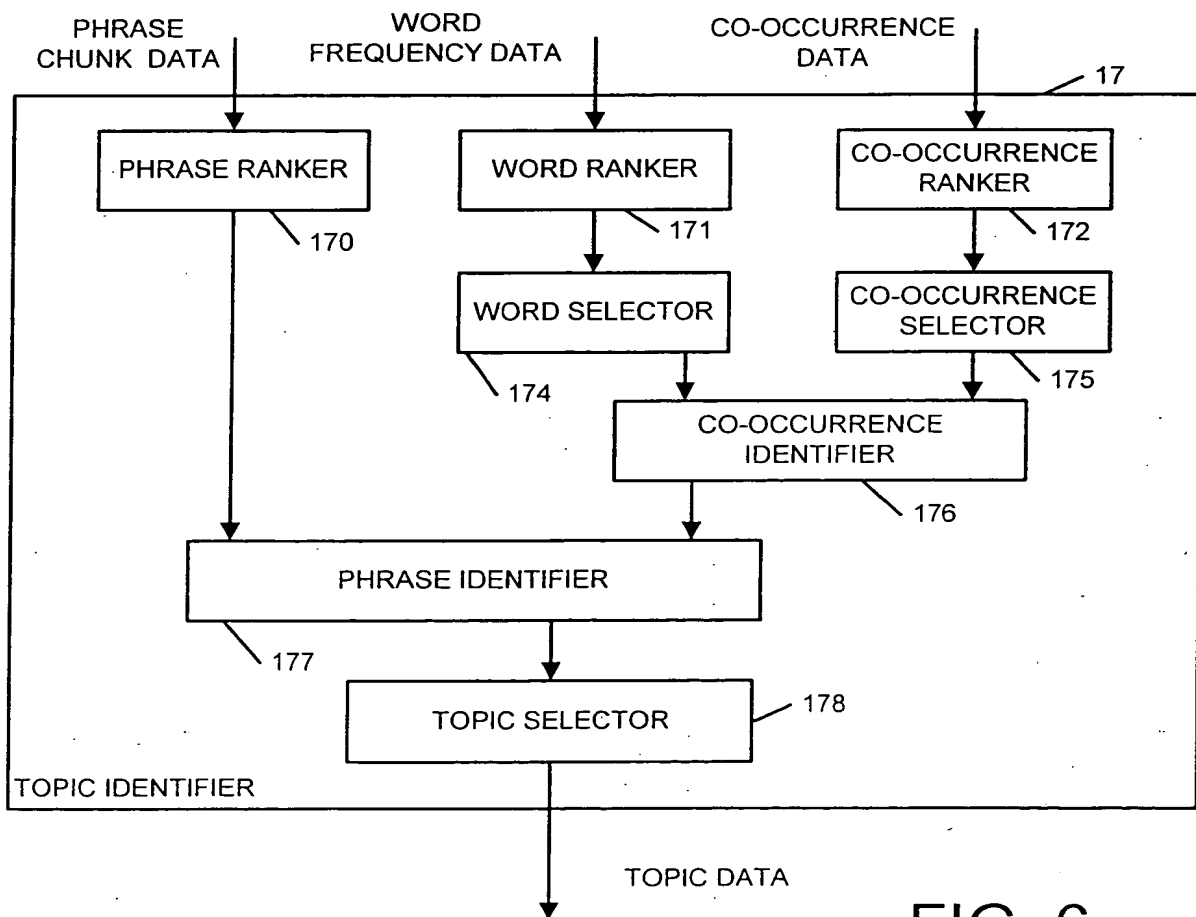 PHRASE
CHUNK DATA
WORD
FREQUENCY DATA
CO-OCCURRENCE
DATA
17
PHRASE RANKER
170
WORD RANKER
171
CO-OCCURRENCE
RANKER
172
WORD SELECTOR
174
CO-OCCURRENCE
SELECTOR
175
CO-OCCURRENCE
IDENTIFIER
176
PHRASE IDENTIFIER
177
TOPIC SELECTOR
178
TOPIC IDENTIFIER
TOPIC DATA
FIG. 6